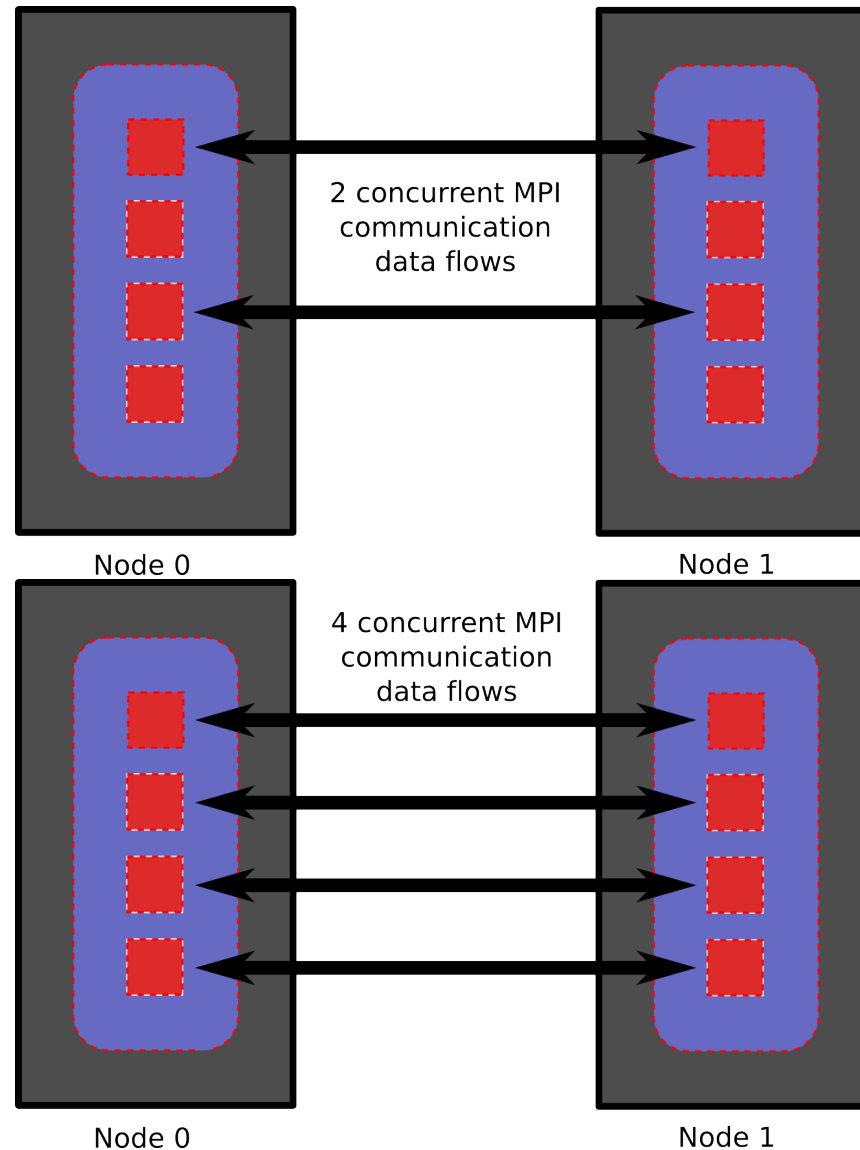 2 concurrent MPI
communication
data flows
Node 0
Node 1
4 concurrent MPI
communication
data flows
Node 0
Node 1